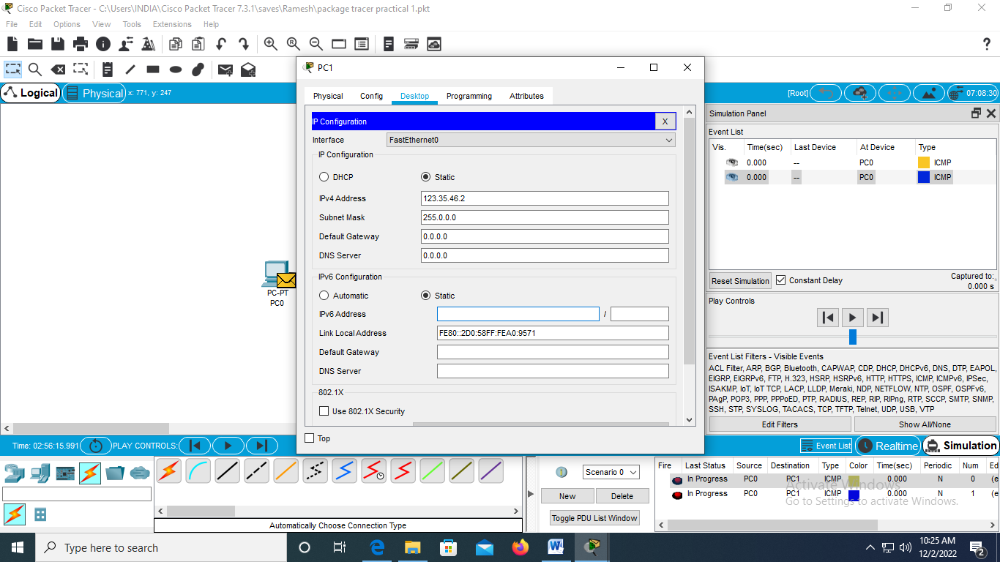 Cisco Packet Tracer - C:\Users\INDIA\Cisco Packet Tracer 7.3.1\saves\Ramesh\package tracer practical 1.pkt
File Edit Options View Tools Extensions Help
?
Logical Physical x: 771, y: 247
[Root] 07:08:30
PC1
Physical Config Desktop Programming Attributes
IP Configuration X
Interface FastEthernet0
IP Configuration
DHCP Static
IPv4 Address 123.35.46.2
Subnet Mask 255.0.0.0
Default Gateway 0.0.0.0
DNS Server 0.0.0.0
IPv6 Configuration
Automatic Static
IPv6 Address /
Link Local Address FE80::2D0:58FF:FEA0:9571
Default Gateway
DNS Server
802.1X
Use 802.1X Security
Top
PC-PT
PC0
Simulation Panel
Event List
Vis. Time(sec) Last Device At Device Type
0.000 -- PC0 ICMP
0.000 -- PC0 ICMP
Reset Simulation Constant Delay Captured to:
0.000 s
Play Controls
Event List Filters - Visible Events
ACL Filter, ARP, BGP, Bluetooth, CAPWAP, CDP, DHCP, DHCPv6, DNS, DTP, EAPOL,
EIGRP, EIGRPv6, FTP, H.323, HSRP, HSRPv6, HTTP, HTTPS, ICMP, ICMPv6, IPSec,
ISAKMP, IoT, IoT TCP, LACP, LLDP, Meraki, NDP, NETFLOW, NTP, OSPF, OSPFv6,
PAgP, POP3, PPP, PPPoED, PTP, RADIUS, REP, RIP, RIPng, RTP, SCCP, SMTP, SNMP,
SSH, STP, SYSLOG, TACACS, TCP, TFTP, Telnet, UDP, USB, VTP
Edit Filters Show All/None
Time: 02:56:15.991 PLAY CONTROLS: Event List Realtime Simulation
Automatically Choose Connection Type
Scenario 0
New Delete
Toggle PDU List Window
Fire Last Status Source Destination Type Color Time(sec) Periodic Num Ed
In Progress PC0 PC1 ICMP 0.000 N 0 (e
In Progress PC0 PC1 ICMP 0.000 N 1 (e
Activate Windows
Go to Settings to activate Windows.
Type here to search
10:25 AM
12/2/2022
2